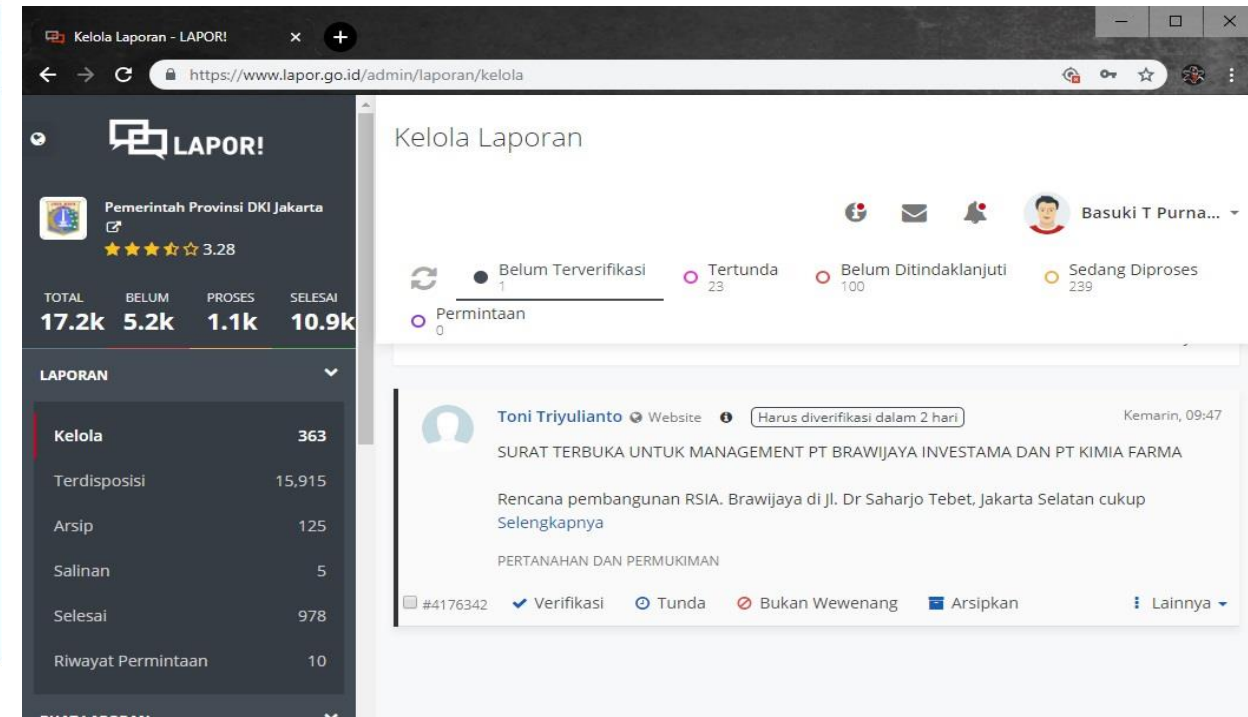 Kelola Laporan - LAPOR!
https://www.lapor.go.id/admin/laporan/kelola
LAPOR!
Pemerintah Provinsi DKI Jakarta
3.28
TOTAL BELUM PROSES SELESAI
17.2k 5.2k 1.1k 10.9k
LAPORAN
Kelola 363
Terdisposisi 15,915
Arsip 125
Salinan 5
Selesai 978
Riwayat Permintaan 10
Kelola Laporan
Basuki T Purna...
Belum Terverifikasi Tertunda Belum Ditindaklanjuti Sedang Diproses
1 23 100 239
Permintaan
0
Toni Triyulianto Website Harus diverifikasi dalam 2 hari Kemarin, 09:47
SURAT TERBUKA UNTUK MANAGEMENT PT BRAWIJAYA INVESTAMA DAN PT KIMIA FARMA
Rencana pembangunan RSIA. Brawijaya di Jl. Dr Saharjo Tebet, Jakarta Selatan cukup
Selengkapnya
PERTANAHAN DAN PERMUKIMAN
#4176342 Verifikasi Tunda Bukan Wewenang Arsipkan Lainnya